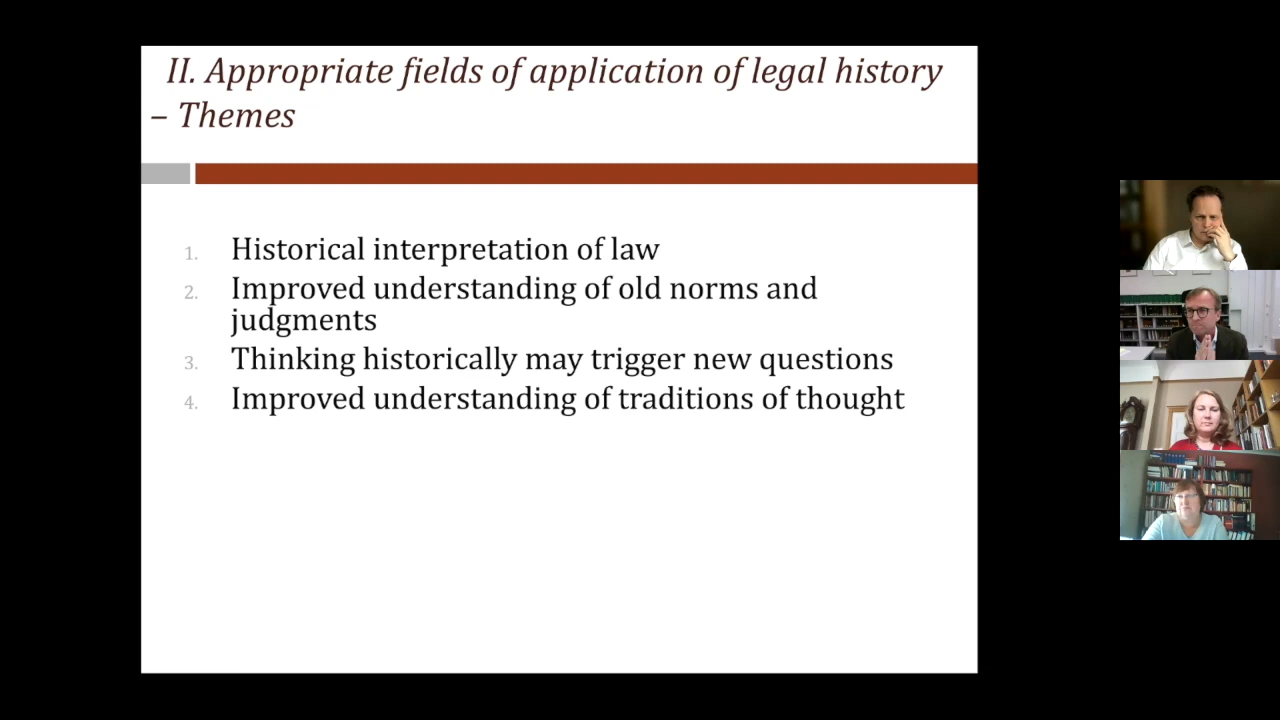 II. Appropriate fields of application of legal history
– Themes
1. Historical interpretation of law
2. Improved understanding of old norms and
judgments
3. Thinking historically may trigger new questions
4. Improved understanding of traditions of thought